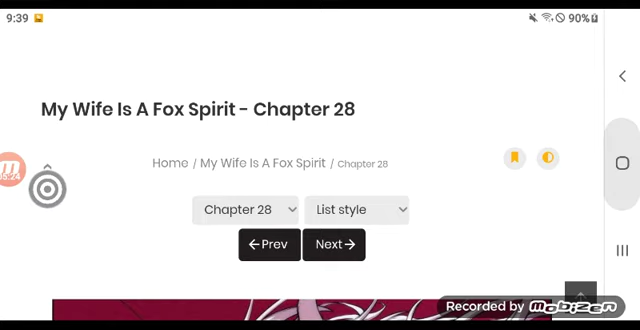 9:39
90%
My Wife Is A Fox Spirit - Chapter 28
Home / My Wife Is A Fox Spirit / Chapter 28
Chapter 28 List style
←Prev Next→
Recorded by mobizen